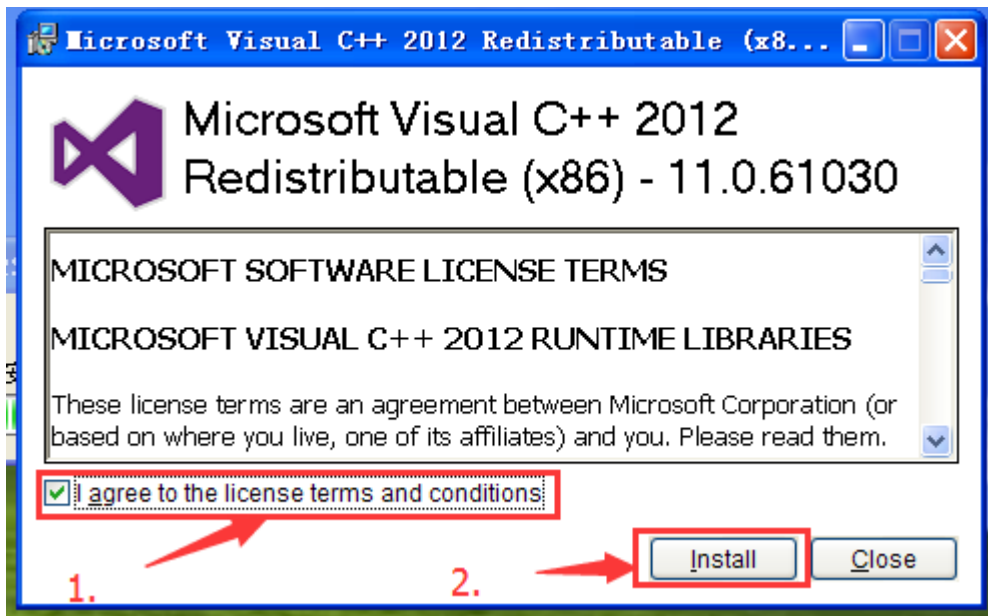 Microsoft Visual C++ 2012 Redistributable (x8...
Microsoft Visual C++ 2012
Redistributable (x86) - 11.0.61030
MICROSOFT SOFTWARE LICENSE TERMS
MICROSOFT VISUAL C++ 2012 RUNTIME LIBRARIES
These license terms are an agreement between Microsoft Corporation (or
based on where you live, one of its affiliates) and you. Please read them.
I agree to the license terms and conditions
Install Close
1. 2.